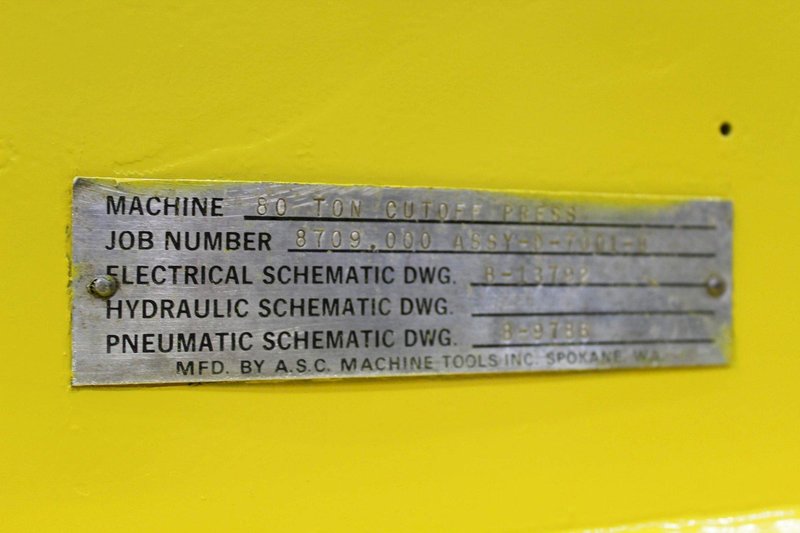 MACHINE 80 TON CUTOFF PRESS
JOB NUMBER 8709.000
ELECTRICAL SCHEMATIC DWG.
HYDRAULIC SCHEMATIC DWG.
PNEUMATIC SCHEMATIC DWG. B-9786
MFD. BY A.S.C. MACHINE TOOLS INC. SPOKANE, WA.